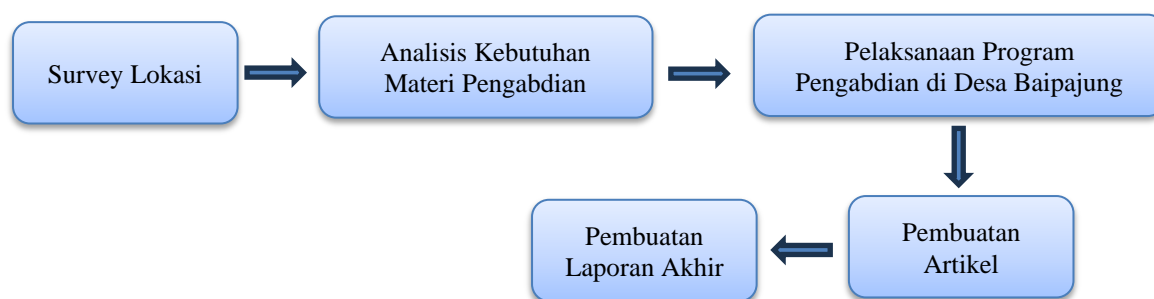 Survey Lokasi
Analisis Kebutuhan
Materi Pengabdian
Pelaksanaan Program
Pengabdian di Desa Baipajung
Pembuatan
Artikel
Pembuatan
Laporan Akhir